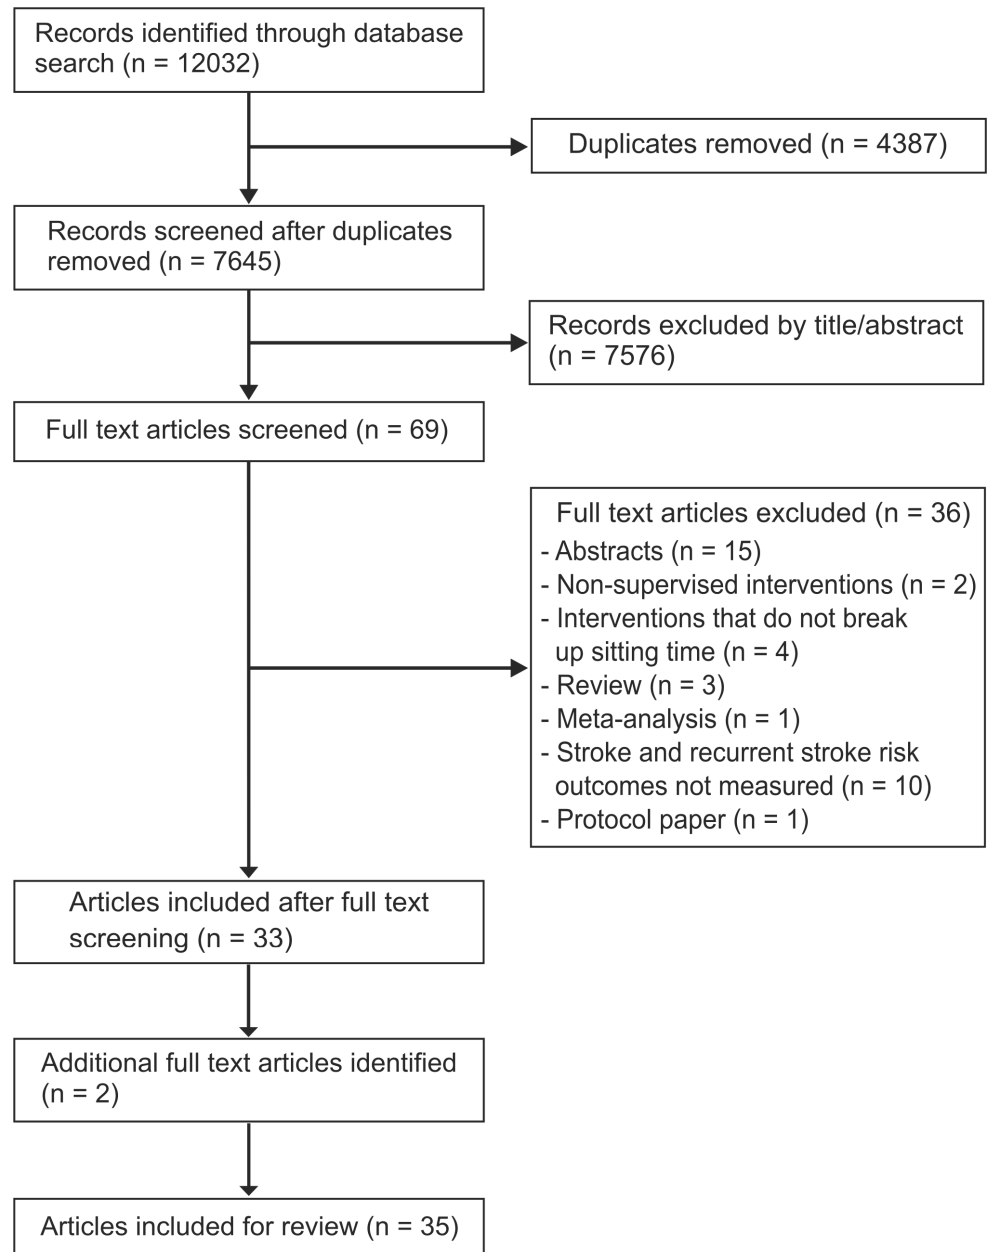 Records identified through database
search (n = 12032)
Duplicates removed (n = 4387)
Records screened after duplicates
removed (n = 7645)
Records excluded by title/abstract
(n = 7576)
Full text articles screened (n = 69)
Full text articles excluded (n = 36)
- Abstracts (n = 15)
- Non-supervised interventions (n = 2)
- Interventions that do not break
up sitting time (n = 4)
- Review (n = 3)
- Meta-analysis (n = 1)
- Stroke and recurrent stroke risk
outcomes not measured (n = 10)
- Protocol paper (n = 1)
Articles included after full text
screening (n = 33)
Additional full text articles identified
(n = 2)
Articles included for review (n = 35)